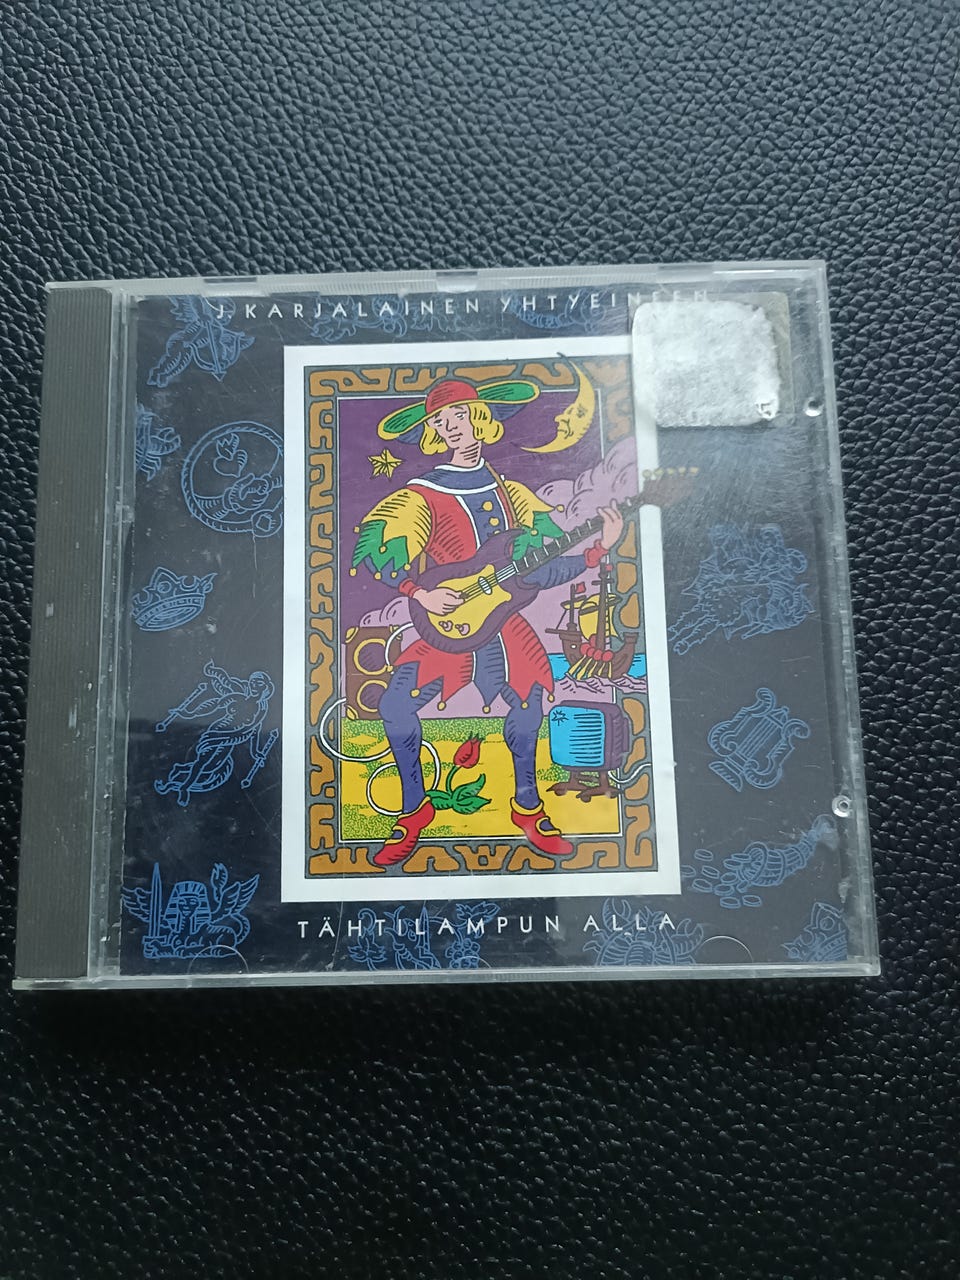 J. KARJALAINEN YHTYEINEEN
TÄHTILAMPUN ALLA